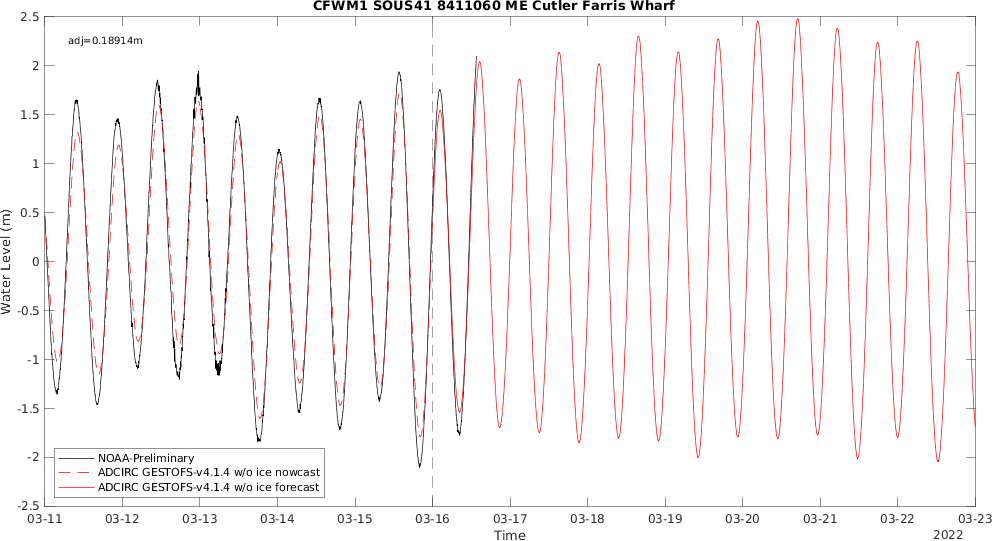 CFWM1 SOUS41 8411060 ME Cutler Farris Wharf
adj=0.18914m
2.5
2
1.5
1
0.5
0
-0.5
-1
-1.5
-2
-2.5
Water Level (m)
NOAA-Preliminary
ADCIRC GESTOFS-v4.1.4 w/o ice nowcast
ADCIRC GESTOFS-v4.1.4 w/o ice forecast
03-11 03-12 03-13 03-14 03-15 03-16 03-17 03-18 03-19 03-20 03-21 03-22 03-23
Time
2022